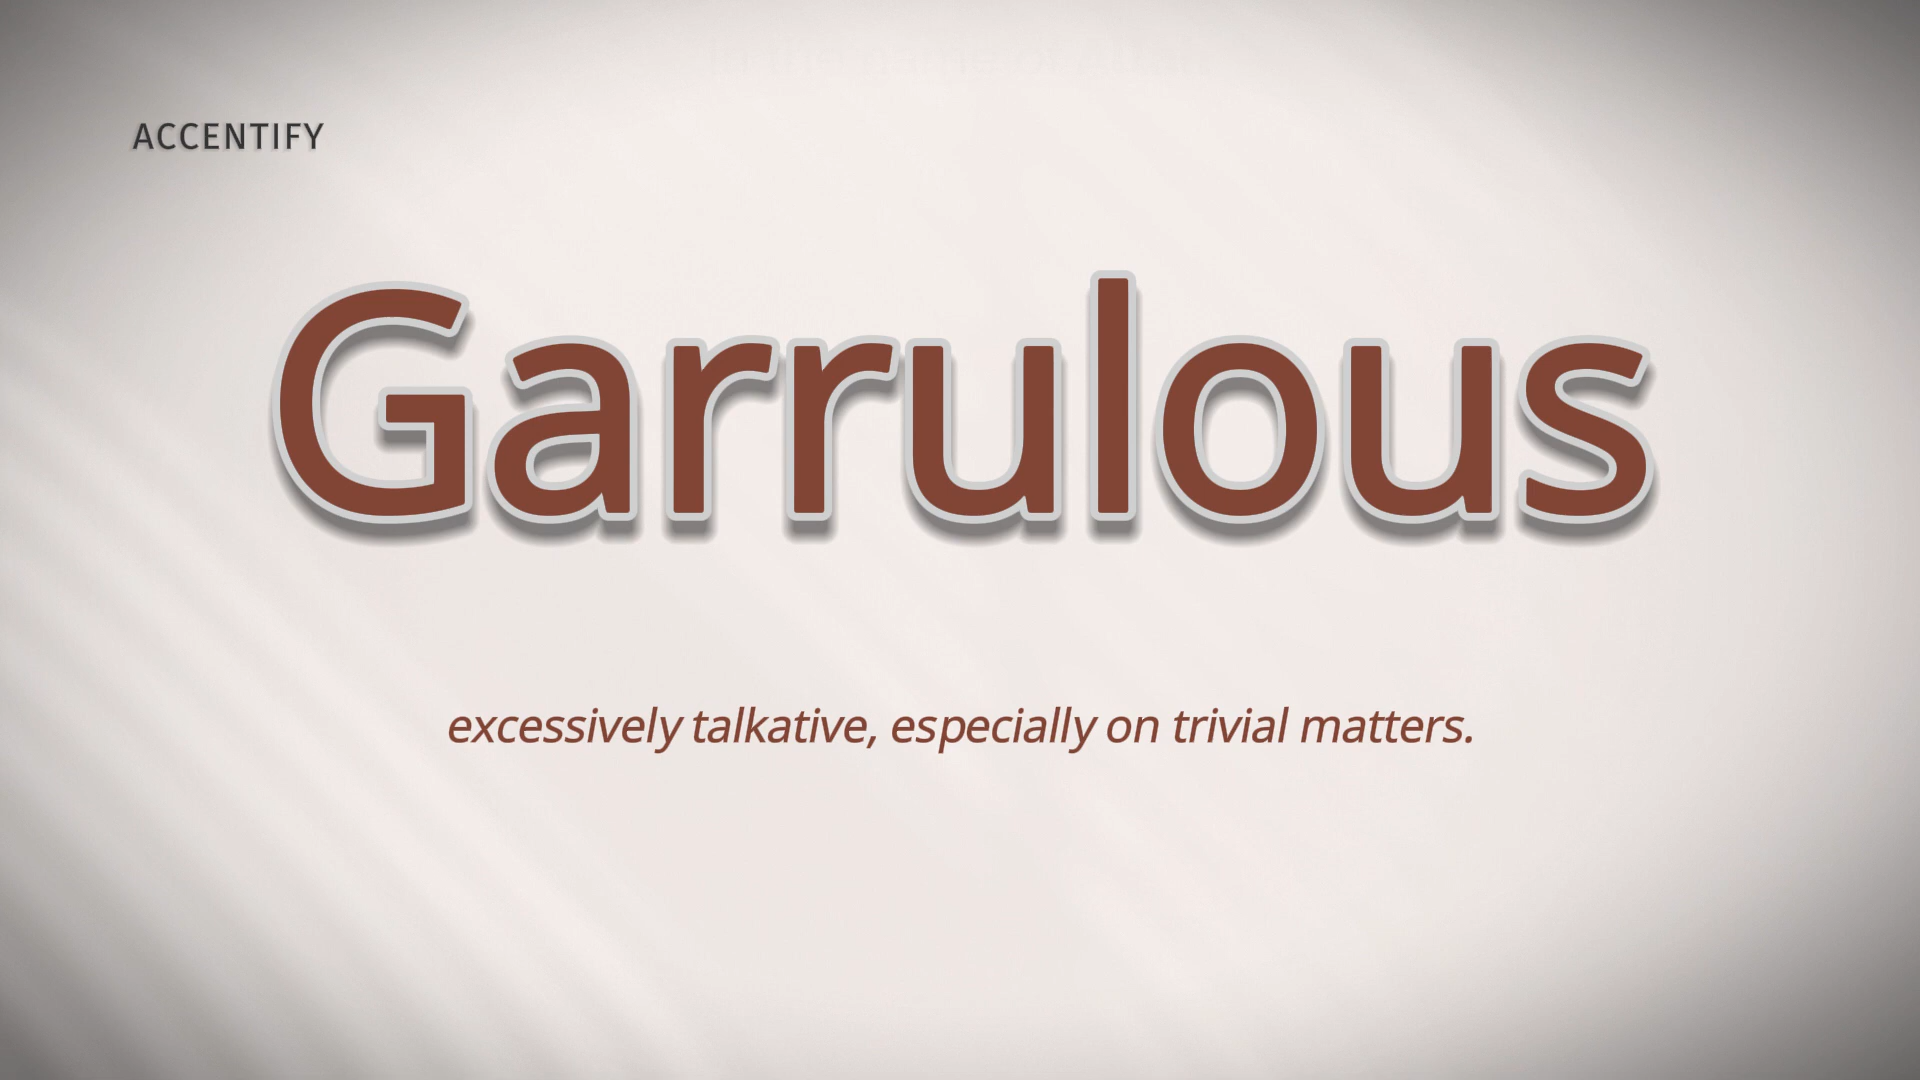 ACCENTIFY
Garrulous
excessively talkative, especially on trivial matters.